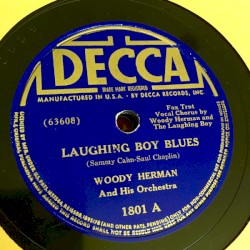 DECCA
TRADE MARK REGISTERED
MANUFACTURED IN U.S.A. - BY DECCA RECORDS, INC.
(63608)
Fox Trot
Vocal Chorus by
Woody Herman and
The Laughing Boy
LAUGHING BOY BLUES
(Sammy Cahn-Saul Chaplin)
WOODY HERMAN
And His Orchestra
1801 A